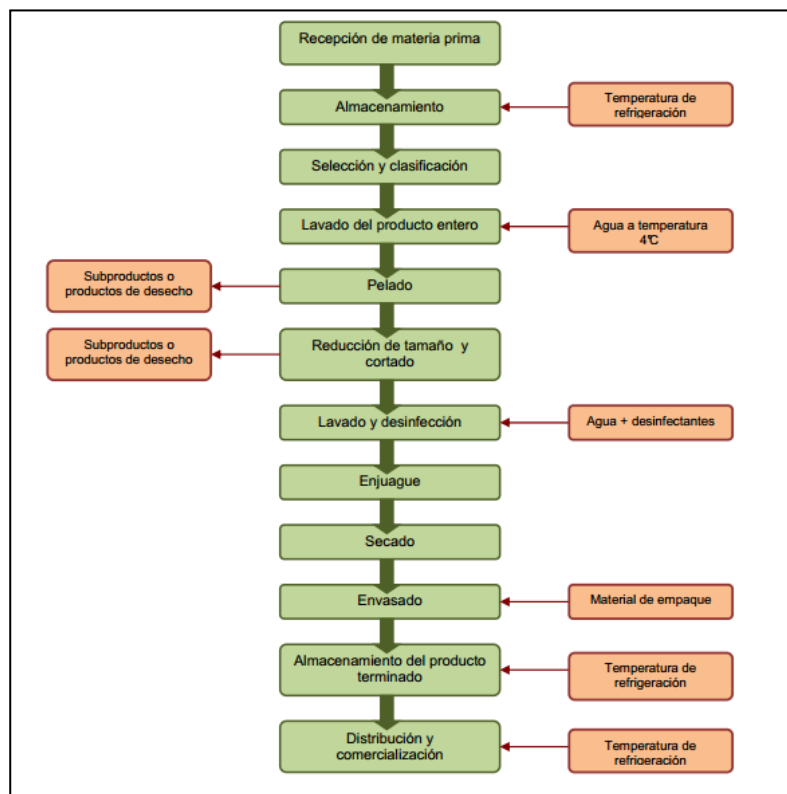 Recepción de materia prima
Almacenamiento
Temperatura de
refrigeración
Selección y clasificación
Lavado del producto entero
Agua a temperatura
4°C
Subproductos o
productos de desecho
Pelado
Subproductos o
productos de desecho
Reducción de tamaño y
cortado
Lavado y desinfección
Agua + desinfectantes
Enjuague
Secado
Envasado
Material de empaque
Almacenamiento del producto
terminado
Temperatura de
refrigeración
Distribución y
comercialización
Temperatura de
refrigeración